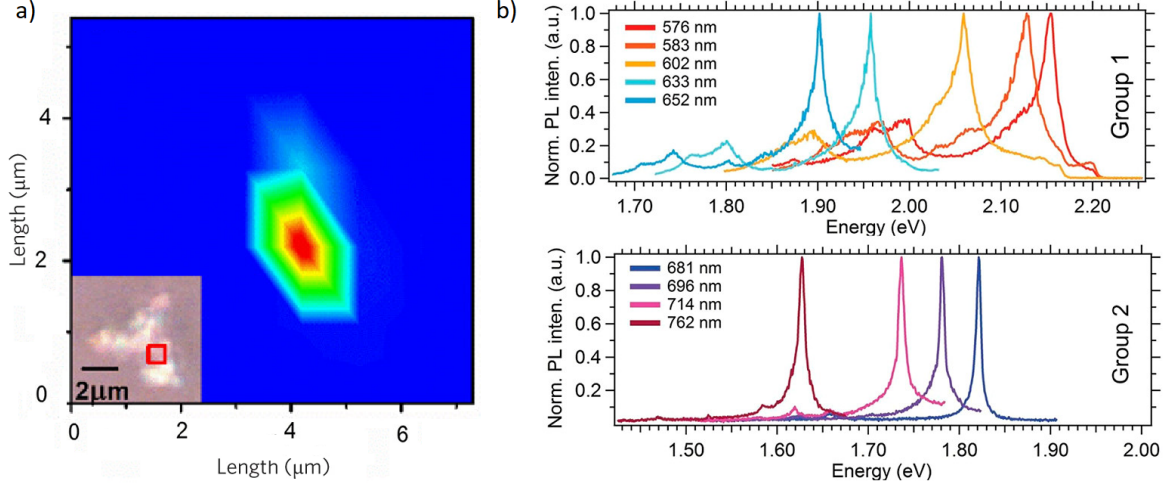 a)
Length (μm)
4
2
0
0
2
4
6
Length (μm)
2μm
b)
Norm. PL inten. (a.u.)
1.0
0.8
0.6
0.4
0.2
0.0
576 nm
583 nm
602 nm
633 nm
652 nm
Group 1
1.70
1.80
1.90
2.00
2.10
2.20
Energy (eV)
Norm. PL inten. (a.u.)
1.0
0.8
0.6
0.4
0.2
681 nm
696 nm
714 nm
762 nm
Group 2
1.50
1.60
1.70
1.80
1.90
2.00
Energy (eV)